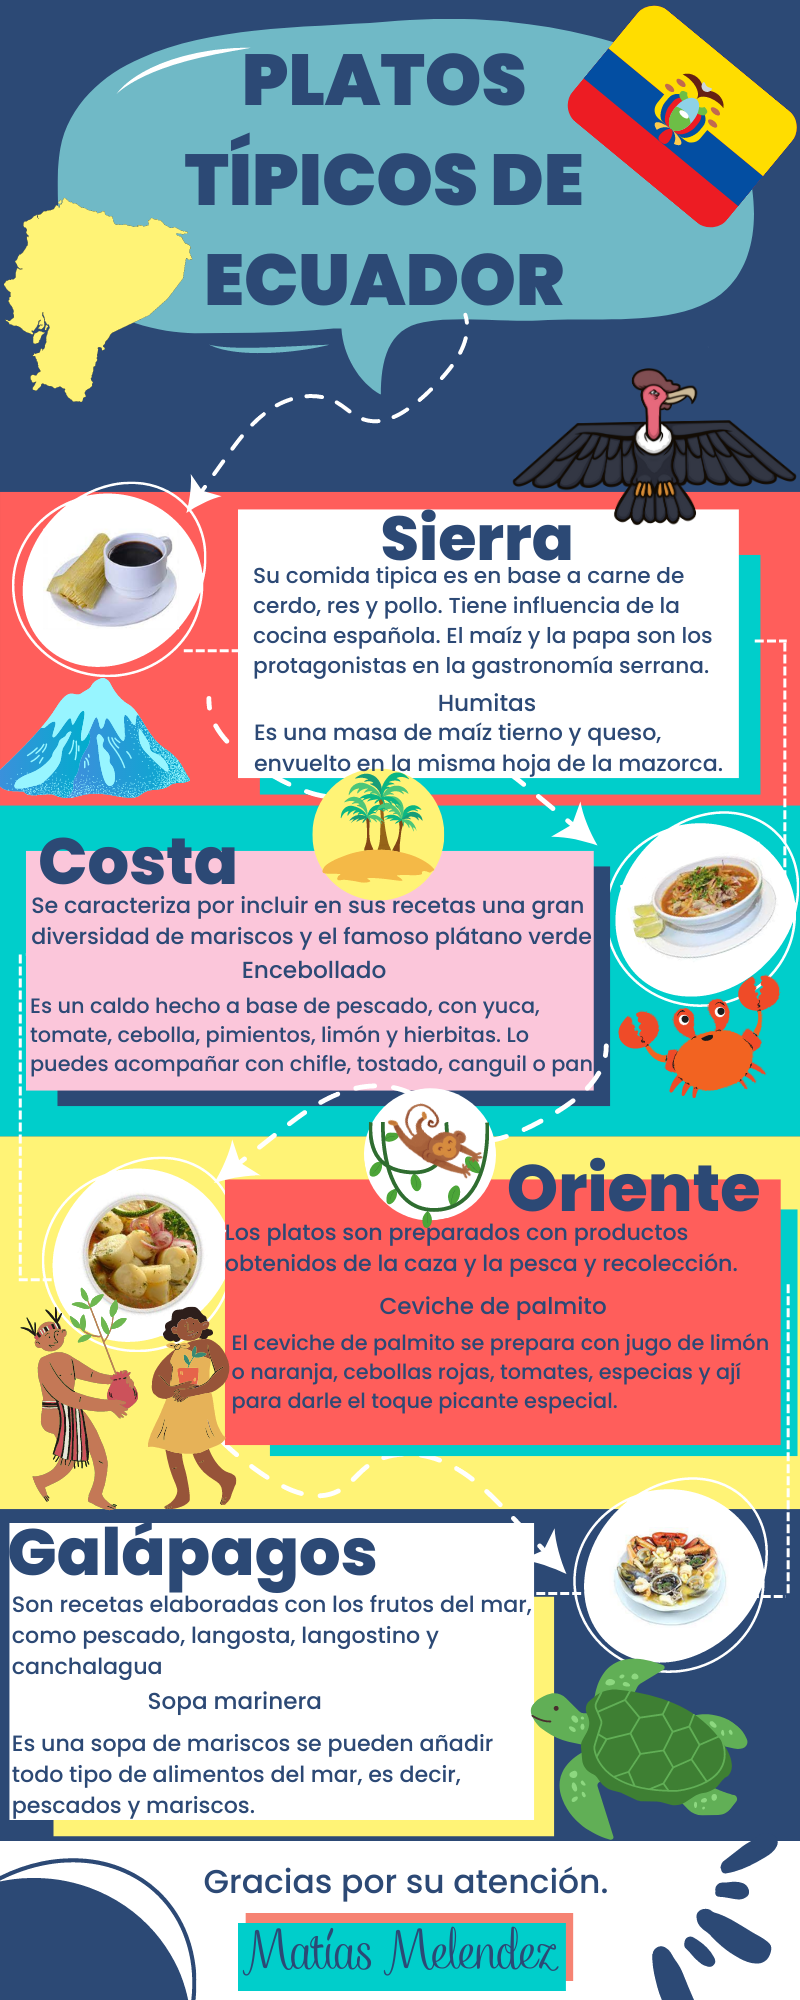 PLATOS
TÍPICOS DE
ECUADOR
Sierra
Su comida tipica es en base a carne de
cerdo, res y pollo. Tiene influencia de la
cocina española. El maíz y la papa son los
protagonistas en la gastronomía serrana.
Humitas
Es una masa de maíz tierno y queso,
envuelto en la misma hoja de la mazorca.
Costa
Se caracteriza por incluir en sus recetas una gran
diversidad de mariscos y el famoso plátano verde
Encebollado
Es un caldo hecho a base de pescado, con yuca,
tomate, cebolla, pimientos, limón y hierbitas. Lo
puedes acompañar con chifle, tostado, canguil o pan
Oriente
Los platos son preparados con productos
obtenidos de la caza y la pesca y recolección.
Ceviche de palmito
El ceviche de palmito se prepara con jugo de limón
o naranja, cebollas rojas, tomates, especias y ají
para darle el toque picante especial.
Galápagos
Son recetas elaboradas con los frutos del mar,
como pescado, langosta, langostino y
canchalagua
Sopa marinera
Es una sopa de mariscos se pueden añadir
todo tipo de alimentos del mar, es decir,
pescados y mariscos.
Gracias por su atención.
Matías Melendez